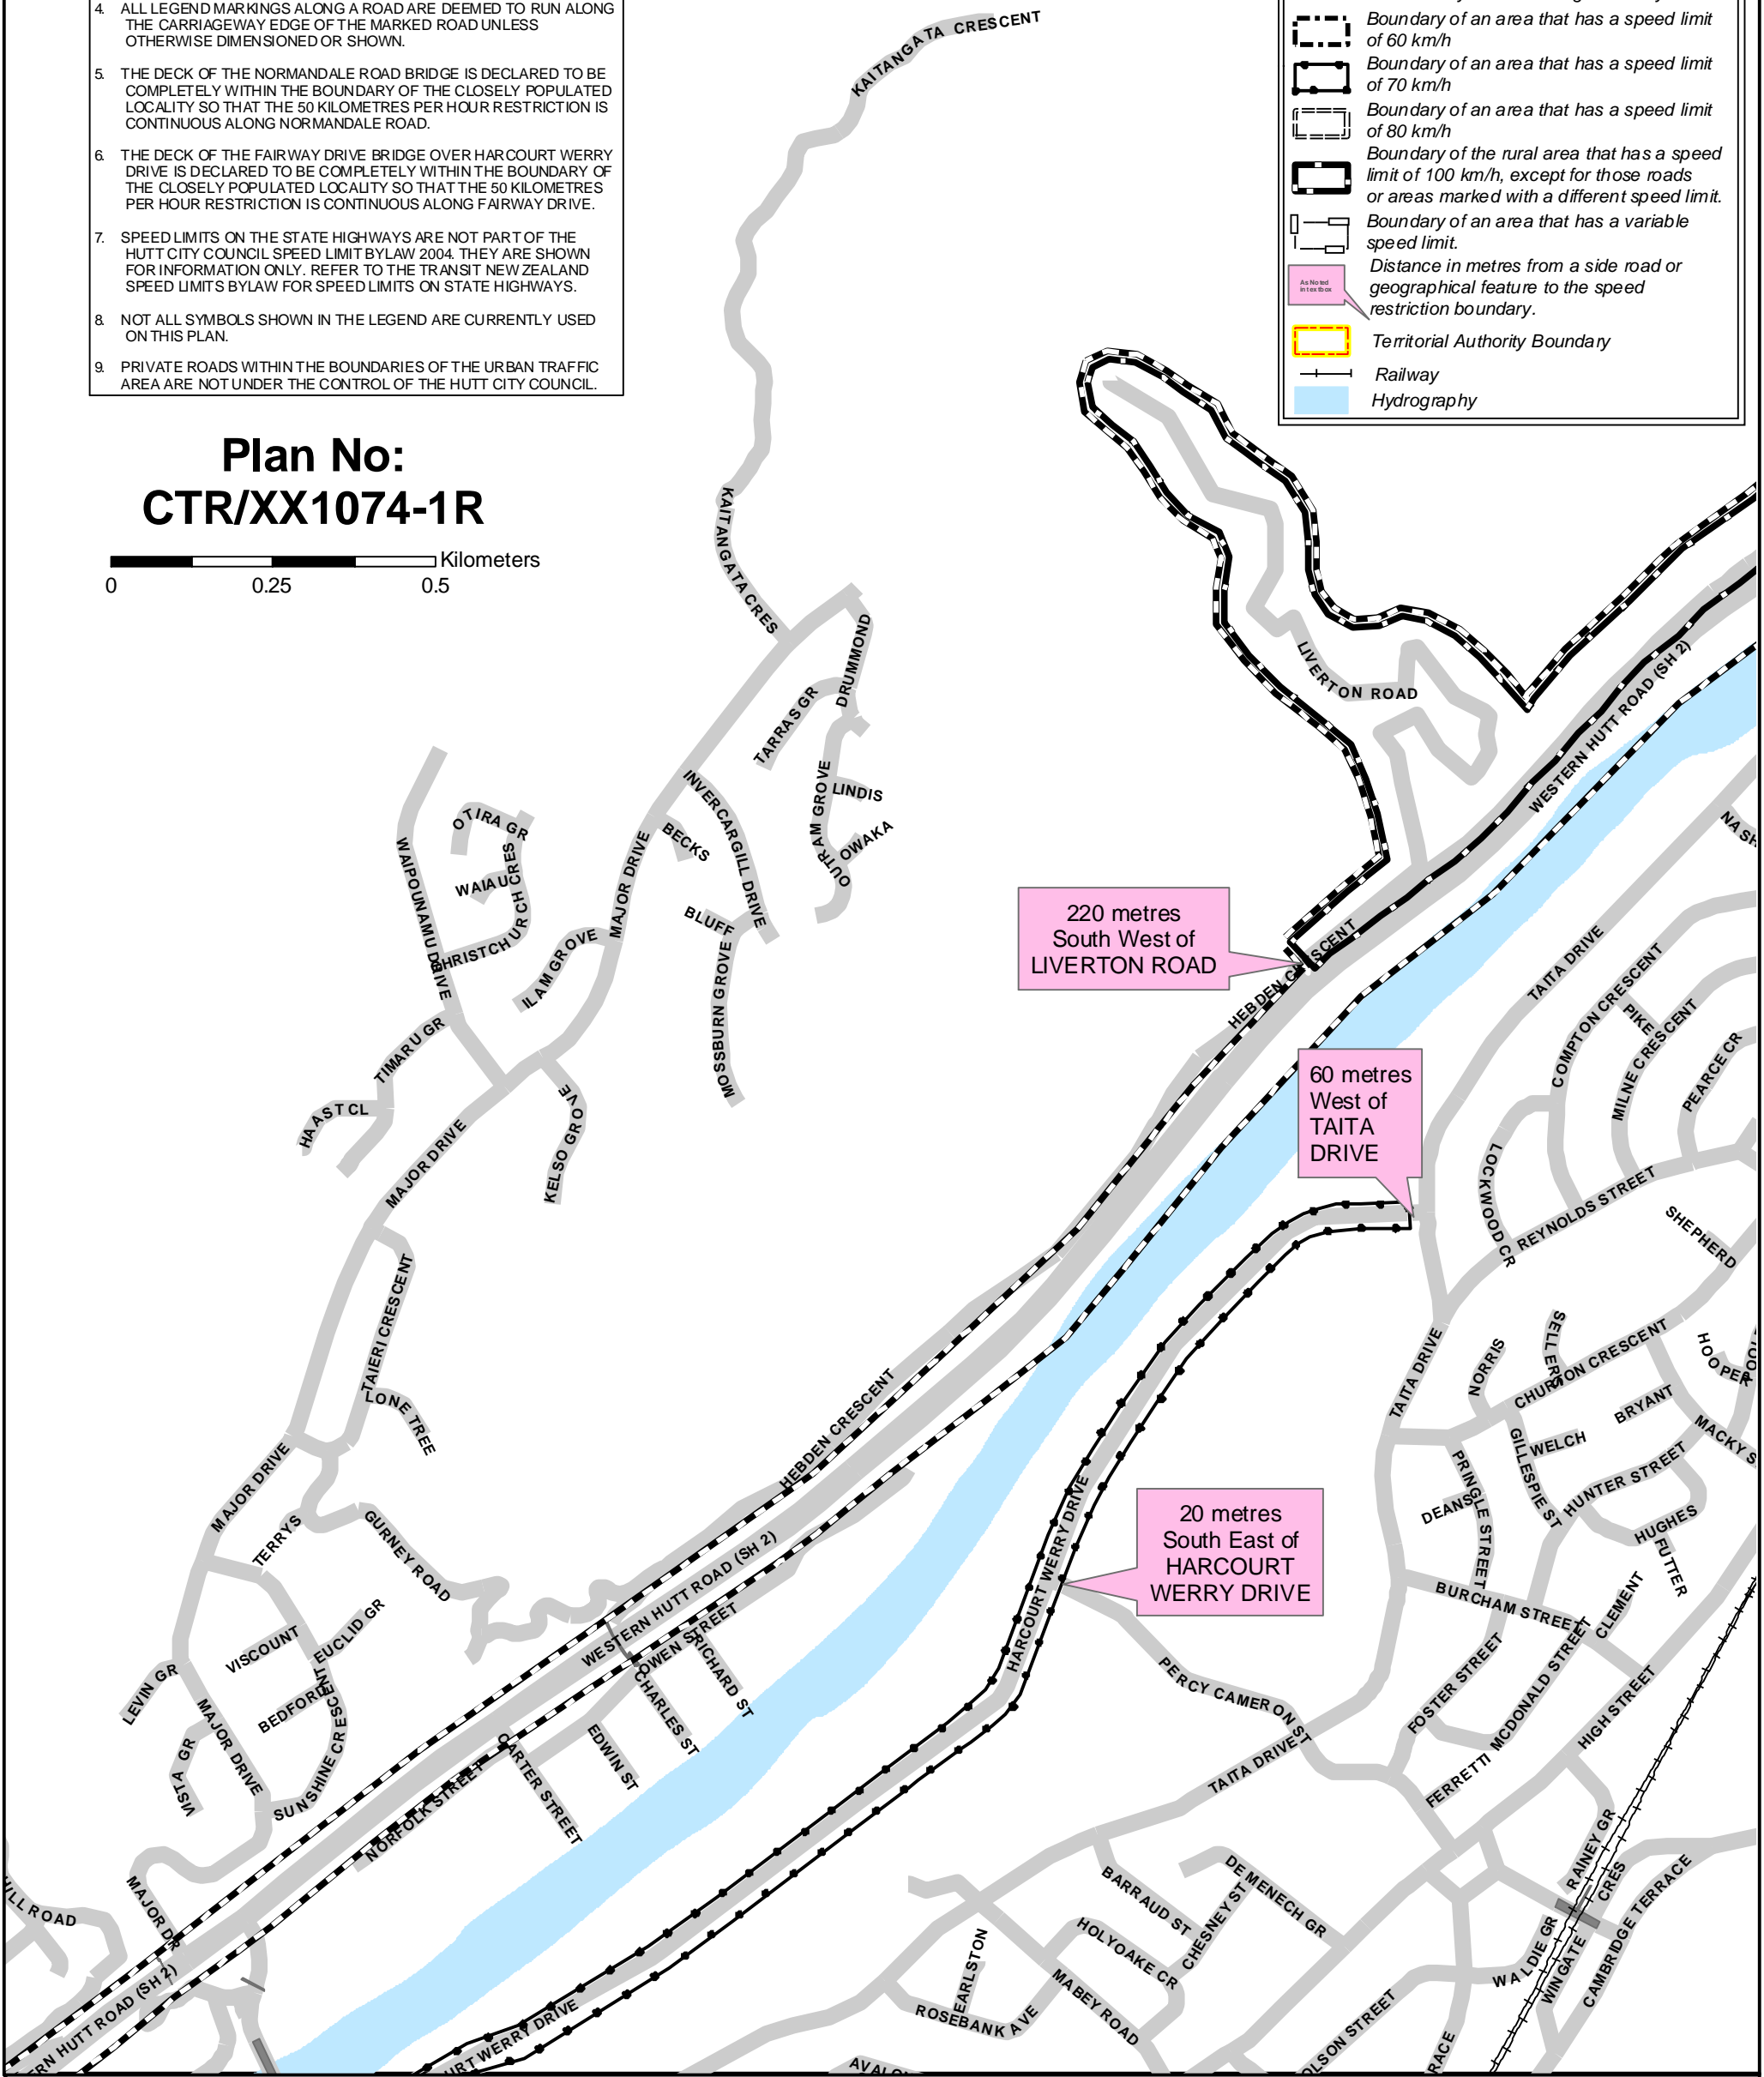 4. ALL LEGEND MARKINGS ALONG A ROAD ARE DEEMED TO RUN ALONG
THE CARRIAGEWAY EDGE OF THE MARKED ROAD UNLESS
OTHERWISE DIMENSIONED OR SHOWN.
5. THE DECK OF THE NORMANDALE ROAD BRIDGE IS DECLARED TO BE
COMPLETELY WITHIN THE BOUNDARY OF THE CLOSELY POPULATED
LOCALITY SO THAT THE 50 KILOMETRES PER HOUR RESTRICTION IS
CONTINUOUS ALONG NORMANDALE ROAD.
6. THE DECK OF THE FAIRWAY DRIVE BRIDGE OVER HARCOURT WERRY
DRIVE IS DECLARED TO BE COMPLETELY WITHIN THE BOUNDARY OF
THE CLOSELY POPULATED LOCALITY SO THAT THE 50 KILOMETRES
PER HOUR RESTRICTION IS CONTINUOUS ALONG FAIRWAY DRIVE.
7. SPEED LIMITS ON THE STATE HIGHWAYS ARE NOT PART OF THE
HUTT CITY COUNCIL SPEED LIMIT BYLAW 2004. THEY ARE SHOWN
FOR INFORMATION ONLY. REFER TO THE TRANSIT NEW ZEALAND
SPEED LIMITS BYLAW FOR SPEED LIMITS ON STATE HIGHWAYS.
8. NOT ALL SYMBOLS SHOWN IN THE LEGEND ARE CURRENTLY USED
ON THIS PLAN.
9. PRIVATE ROADS WITHIN THE BOUNDARIES OF THE URBAN TRAFFIC
AREA ARE NOT UNDER THE CONTROL OF THE HUTT CITY COUNCIL.
Plan No:
CTR/XX1074-1R
Kilometers
0 0.25 0.5
Boundary of an area that has a speed limit
of 60 km/h
Boundary of an area that has a speed limit
of 70 km/h
Boundary of an area that has a speed limit
of 80 km/h
Boundary of the rural area that has a speed
limit of 100 km/h, except for those roads
or areas marked with a different speed limit.
Boundary of an area that has a variable
speed limit.
As Noted
in textbox
Distance in metres from a side road or
geographical feature to the speed
restriction boundary.
Territorial Authority Boundary
Railway
Hydrography
KAITANGATA CRESCENT
KAITANGATA CRES
DRUMMOND
TARRAS GR
LIVERTON ROAD
WESTERN HUTT ROAD (SH 2)
INVERCARGILL DRIVE
OUTRAM GROVE
LINDIS
OWAKA
BECKS
OTIRA GR
WAIAU
CHRISTCHURCH CRES
WAIPOUNAMU DRIVE
MAJOR DRIVE
ILAM GROVE
BLUFF
MOSSBURN GROVE
220 metres
South West of
LIVERTON ROAD
HEBDEN CRESCENT
TAITA DRIVE
COMPTON CRESCENT
PIKE
MILNE CRESCENT
PEARCE CR
TIMARU GR
HAAST CL
MAJOR DRIVE
KELSO GROVE
60 metres
West of
TAITA
DRIVE
LOCKWOOD CR
REYNOLDS STREET
SHEPHERD
TAIERI CRESCENT
LONE TREE
HEBDEN CRESCENT
TAITA DRIVE
NORRIS
SELLERS
CHURTON CRESCENT
HOOPER
BRYANT
WELCH
GILLESPIE ST
PRINGLE STREET
DEANS
HUNTER STREET
HUGHES
FUTTER
MAJOR DRIVE
TERRYS
GURNEY ROAD
WESTERN HUTT ROAD (SH 2)
HARCOURT WERRY DRIVE
20 metres
South East of
HARCOURT
WERRY DRIVE
BURCHAM STREET
CLEMENT
VISCOUNT
EUCLID GR
BEDFORD
SUNSHINE CRESCENT
LEVIN GR
MAJOR DRIVE
VISTA GR
OWEN STREET
RICHARD ST
CHARLES ST
EDWIN ST
CARTER STREET
NORFOLK STREET
PERCY CAMERON ST
TAITA DRIVE
FOSTER STREET
MCDONALD STREET
FERRETTI
HIGH STREET
MAJOR DR
BARRAUD ST
DE MENECH GR
CHESNEY ST
HOLYOAKE CR
MABEY ROAD
EARLSTON
ROSEBANK AVE
RAINEY GR
WALDIE GR
WINGATE CRES
CAMBRIDGE TERRACE
ERN HUTT ROAD (SH 2)
URT WERRY DRIVE
OLSON STREET
RACE
ILL ROAD
NASH
MACKY S